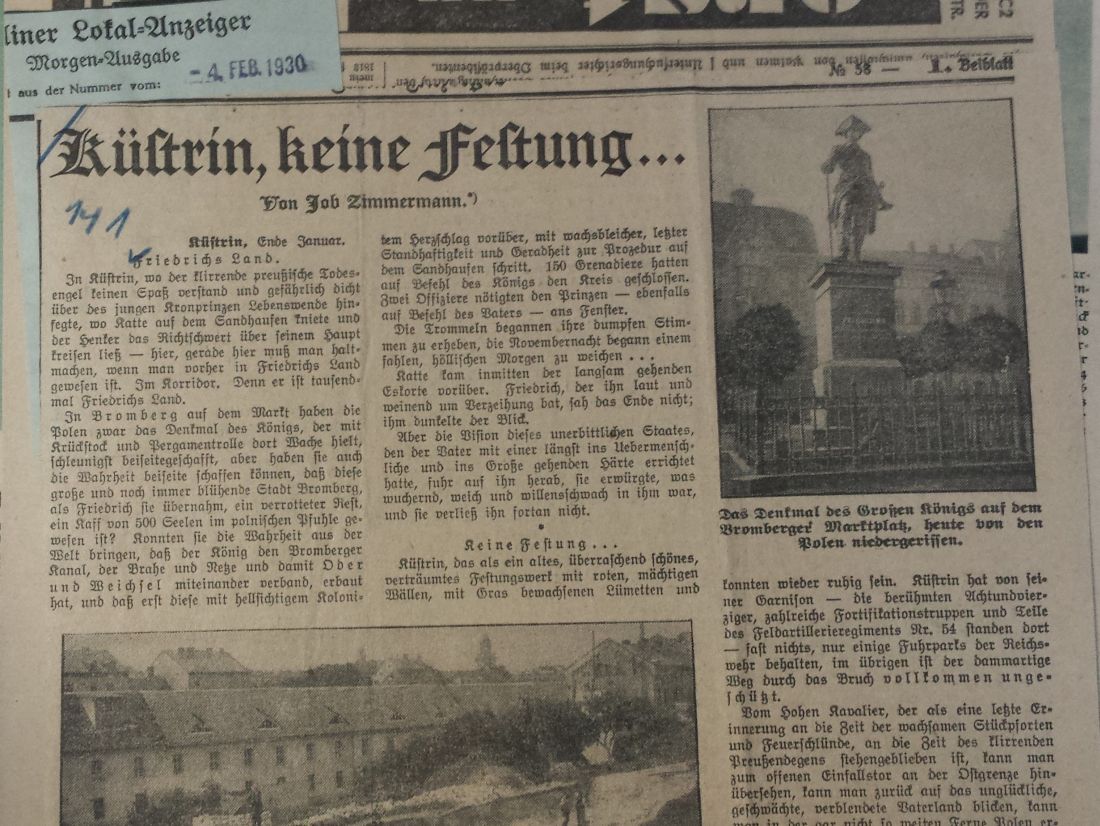 liner Lokal-Anzeiger
Morgen-Ausgabe
- 4. FEB. 1930
aus der Nummer vom:
№ 58 — 1. Beiblatt
Küstrin, keine Festung...
Von Job Zimmermann.*)
141
Küstrin, Ende Januar.
Friedrichs Land.
In Küstrin, wo der klirrende preußische Todes-
engel keinen Spaß verstand und gefährlich dicht
über des jungen Kronprinzen Lebenswende hin-
fegte, wo Katte auf dem Sandhaufen kniete und
der Henker das Richtschwert über seinem Haupt
kreisen ließ — hier, gerade hier muß man halt-
machen, wenn man vorher in Friedrichs Land
gewesen ist. Im Korridor. Denn er ist tausend-
mal Friedrichs Land.
In Bromberg auf dem Markt haben die
Polen zwar das Denkmal des Königs, der mit
Krückstock und Pergamentrolle dort Wache hielt,
schleunigst beiseitegeschafft, aber haben sie auch
die Wahrheit beiseite schaffen können, daß diese
große und noch immer blühende Stadt Bromberg,
als Friedrich sie übernahm, ein verrotteter Rest,
ein Kaff von 500 Seelen im polnischen Pfuhle ge-
wesen ist? Konnten sie die Wahrheit aus der
Welt bringen, daß der König den Bromberger
Kanal, der Brahe und Netze und damit Oder
und Weichsel miteinander verband, erbaut
hat, und daß erst diese mit hellsichtigem Koloni-
tem Herzschlag vorüber, mit wachsbleicher, letzter
Standhaftigkeit und Geradheit zur Prozedur auf
dem Sandhaufen schritt. 150 Grenadiere hatten
auf Befehl des Königs den Kreis geschlossen.
Zwei Offiziere nötigten den Prinzen — ebenfalls
auf Befehl des Vaters — ans Fenster.
Die Trommeln begannen ihre dumpfen Stim-
men zu erheben, die Novembernacht begann einem
fahlen, höllischen Morgen zu weichen ...
Katte kam inmitten der langsam gehenden
Eskorte vorüber. Friedrich, der ihn laut und
weinend um Verzeihung bat, sah das Ende nicht;
ihm dunkelte der Blick.
Aber die Vision dieses unerbittlichen Staates,
den der Vater mit einer längst ins Uebermensch-
liche und ins Große gehenden Härte errichtet
hatte, fuhr auf ihn herab, sie erwürgte, was
wuchernd, weich und willensschwach in ihm war,
und sie verließ ihn fortan nicht.
*
Keine Festung...
Küstrin, das als ein altes, überraschend schönes,
verträumtes Festungswerk mit roten, mächtigen
Wällen, mit Gras bewachsenen Lümetten und
Das Denkmal des Großen Königs auf dem
Bromberger Marktplatz, heute von den
Polen niedergerissen.
konnten wieder ruhig sein. Küstrin hat von sei-
ner Garnison — die berühmten Achtundvier-
ziger, zahlreiche Fortifikationstruppen und Teile
des Feldartillerieregiments Nr. 54 standen dort
— fast nichts, nur einige Fuhrparks der Reichs-
wehr behalten, im übrigen ist der dammartige
Weg durch das Bruch vollkommen unge-
schützt.
Vom Hohen Kavalier, der als eine letzte Er-
innerung an die Zeit der wachsamen Stückpforten
und Feuerschlünde, an die Zeit des klirrenden
Preußendegens stehengeblieben ist, kann man
zum offenen Einfallstor an der Ostgrenze hin-
übersehen, kann man zurück auf das unglückliche,
geschwächte, verblendete Vaterland blicken, kann
man in der gar nicht so weiten Ferne Polen er-